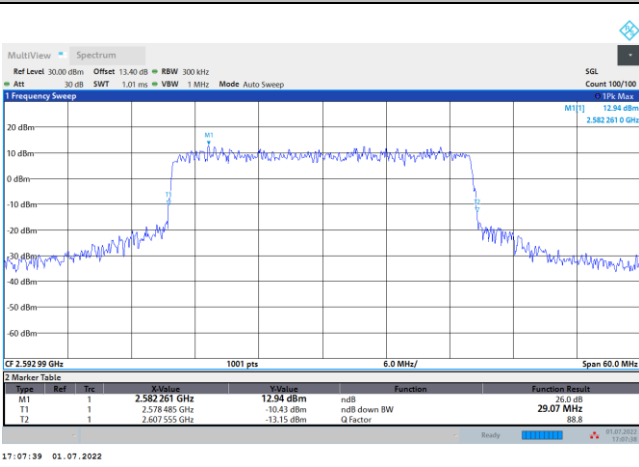 MultiView Spectrum
Ref Level 30.00 dBm Offset 13.40 dB RBW 300 kHz SGL
Att 30 dB SWT 1.01 ms VBW 1 MHz Mode Auto Sweep Count 100/100
1 Frequency Sweep 1Pk Max
M1[1] 12.94 dBm
2.582 261 0 GHz
20 dBm
M1
10 dBm
0 dBm
T1
-10 dBm
T2
-20 dBm
-30 dBm
-40 dBm
-50 dBm
-60 dBm
CF 2.592 99 GHz 1001 pts 6.0 MHz/ Span 60.0 MHz
2 Marker Table
Type Ref Trc X-Value Y-Value Function Function Result
M1 1 2.582 261 GHz 12.94 dBm ndB 26.0 dB
T1 1 2.578 485 GHz -10.43 dBm ndB down BW 29.07 MHz
T2 1 2.607 555 GHz -13.15 dBm Q Factor 88.8
Ready 01.07.2022
17:07:38
17:07:39 01.07.2022